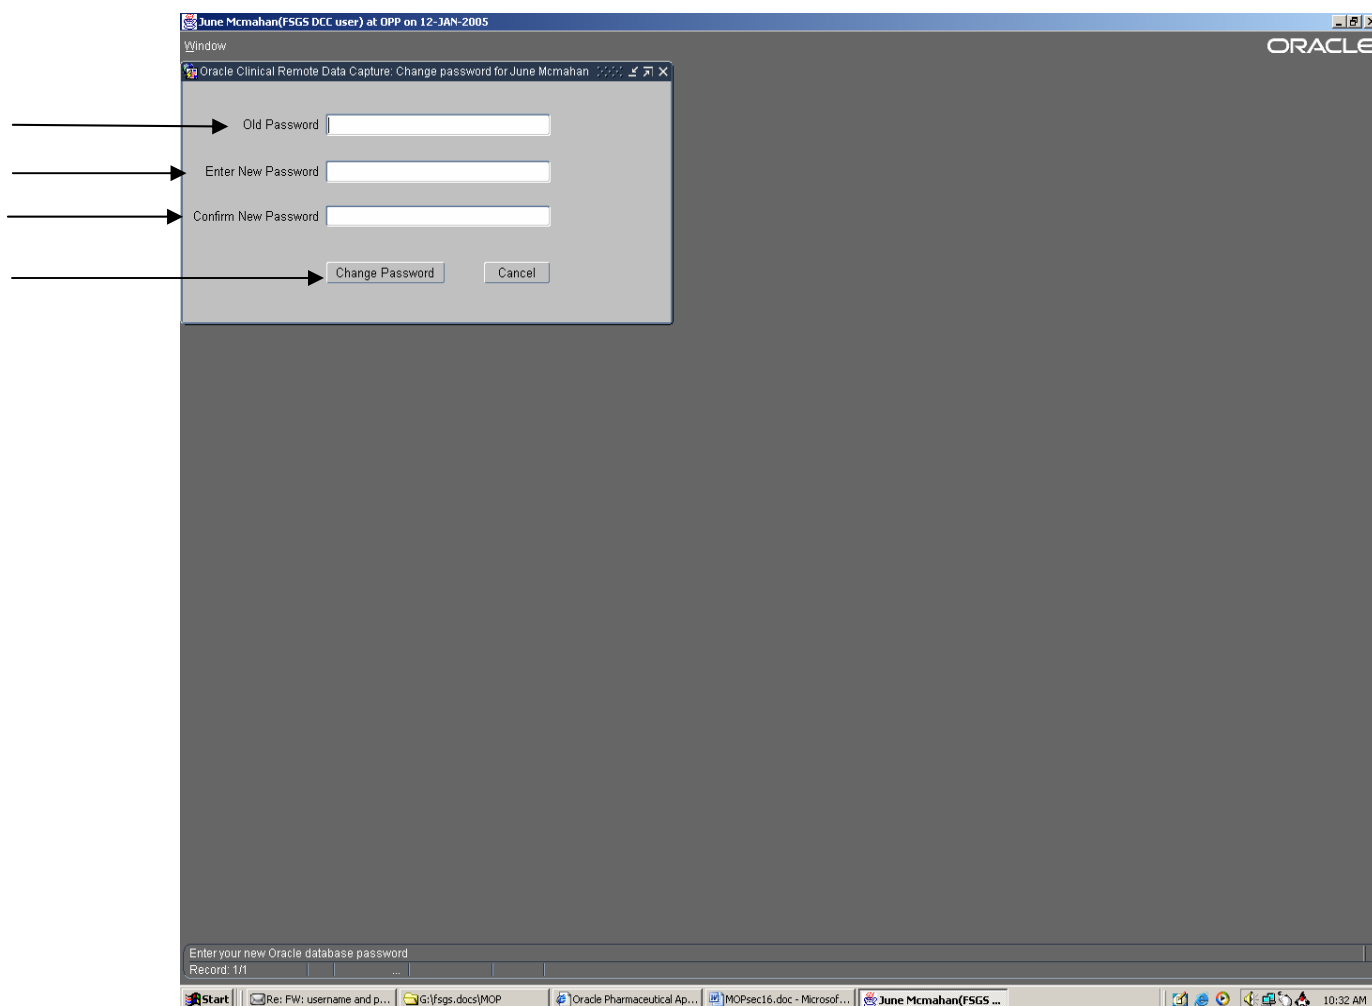 June Mcmahan(FSGS DCC user) at OPP on 12-JAN-2005
Window
ORACLE
Oracle Clinical Remote Data Capture: Change password for June Mcmahan
Old Password
Enter New Password
Confirm New Password
Change Password Cancel
Enter your new Oracle database password
Record: 1/1 ...
Start Re: FW: username and p... G:\fsgs.docs\MOP Oracle Pharmaceutical Ap... MOPsec16.doc - Microsof... June Mcmahan(FSGS ... 10:32 AM